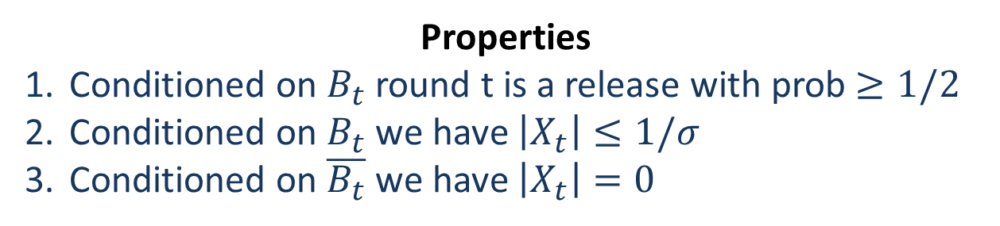 Properties
1. Conditioned on Bₜ round t is a release with prob ≥ 1/2
2. Conditioned on Bₜ we have |Xₜ| ≤ 1/σ
3. Conditioned on B̅ₜ we have |Xₜ| = 0